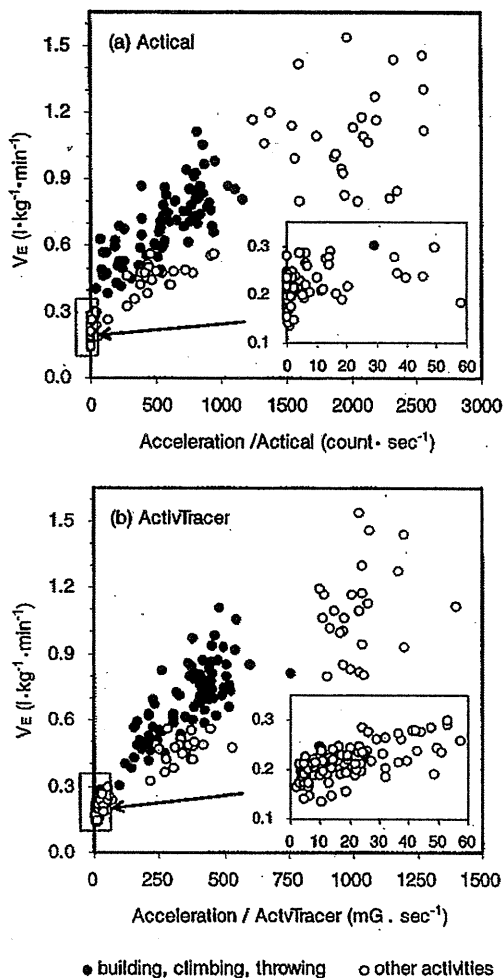 (a) Actical
1.5
1.2
0.9
0.6
0.3
0.0
VE (l·kg⁻¹·min⁻¹)
0.3
0.2
0.1
0 10 20 30 40 50 60
0 500 1000 1500 2000 2500 3000
Acceleration /Actical (count· sec⁻¹)
(b) ActivTracer
1.5
1.2
0.9
0.6
0.3
0.0
VE (l·kg⁻¹·min⁻¹)
0.3
0.2
0.1
0 10 20 30 40 50 60
0 250 500 750 1000 1250 1500
Acceleration / ActvTracer (mG . sec⁻¹)
● building, climbing, throwing ○ other activities